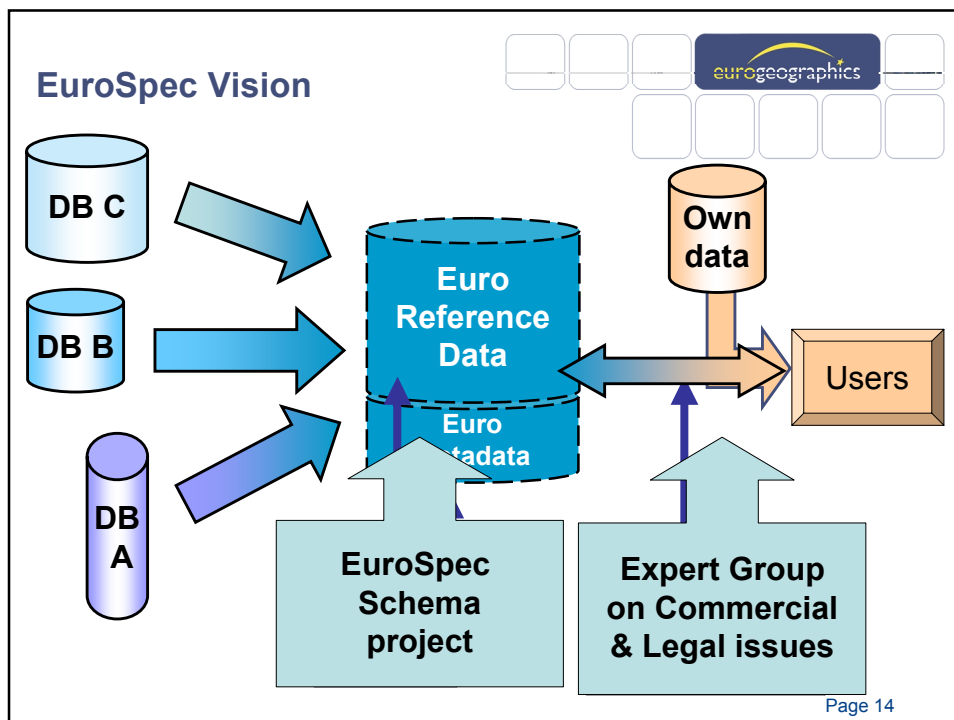 EuroSpec Vision
eurogeographics
DB C
DB B
DB
A
Euro
Reference
Data
Euro
tadata
Own
data
Users
EuroSpec
Schema
project
Expert Group
on Commercial
& Legal issues
Page 14